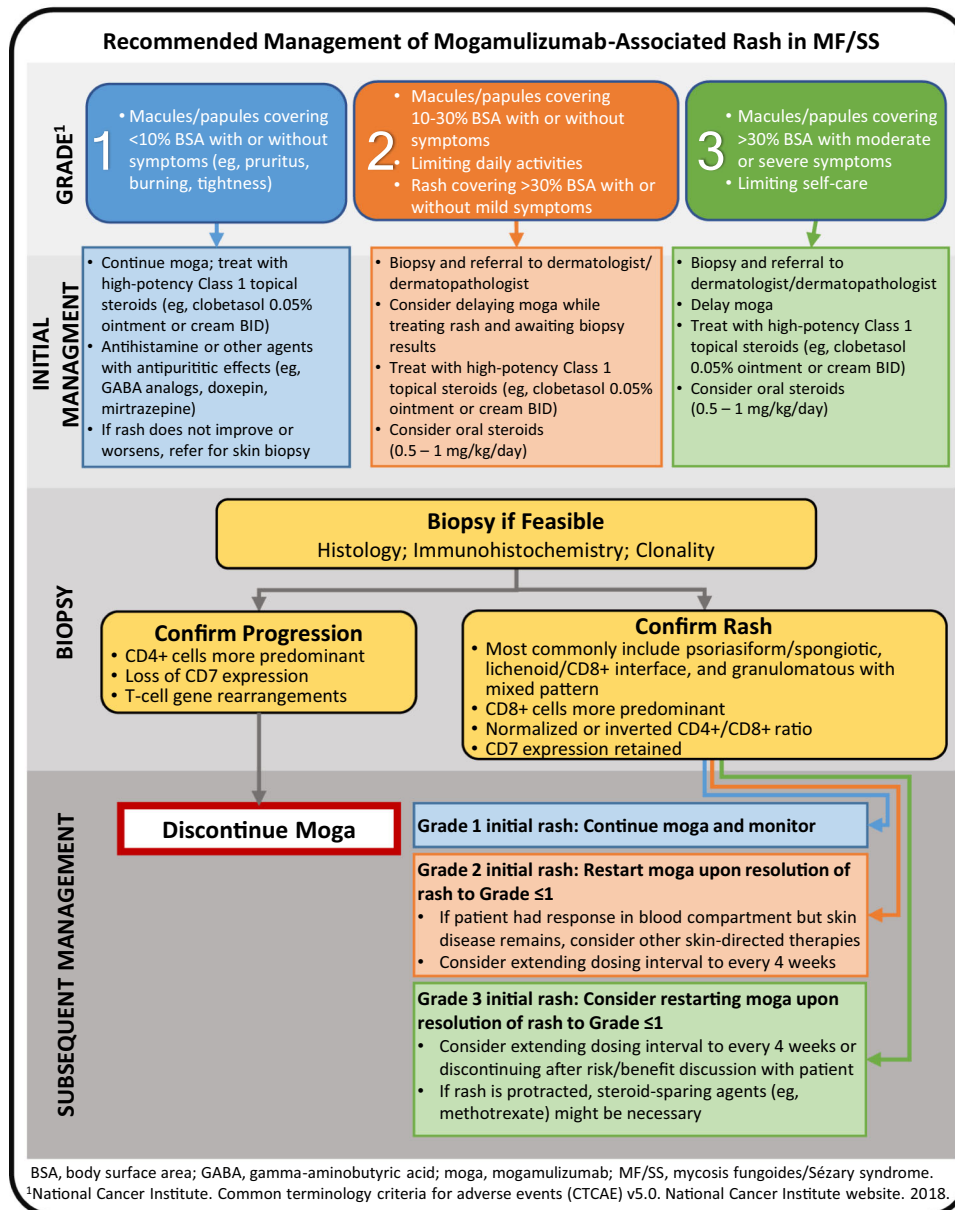 Recommended Management of Mogamulizumab-Associated Rash in MF/SS
GRADE¹
1
• Macules/papules covering
<10% BSA with or without
symptoms (eg, pruritus,
burning, tightness)
2
• Macules/papules covering
10-30% BSA with or without
symptoms
• Limiting daily activities
• Rash covering >30% BSA with or
without mild symptoms
3
• Macules/papules covering
>30% BSA with moderate
or severe symptoms
• Limiting self-care
INITIAL
MANAGMENT
• Continue moga; treat with
high-potency Class 1 topical
steroids (eg, clobetasol 0.05%
ointment or cream BID)
• Antihistamine or other agents
with antipurititic effects (eg,
GABA analogs, doxepin,
mirtrazepine)
• If rash does not improve or
worsens, refer for skin biopsy
• Biopsy and referral to dermatologist/
dermatopathologist
• Consider delaying moga while
treating rash and awaiting biopsy
results
• Treat with high-potency Class 1
topical steroids (eg, clobetasol 0.05%
ointment or cream BID)
• Consider oral steroids
(0.5 – 1 mg/kg/day)
• Biopsy and referral to
dermatologist/dermatopathologist
• Delay moga
• Treat with high-potency Class 1
topical steroids (eg, clobetasol
0.05% ointment or cream BID)
• Consider oral steroids
(0.5 – 1 mg/kg/day)
BIOPSY
Biopsy if Feasible
Histology; Immunohistochemistry; Clonality
Confirm Progression
• CD4+ cells more predominant
• Loss of CD7 expression
• T-cell gene rearrangements
Confirm Rash
• Most commonly include psoriasiform/spongiotic,
lichenoid/CD8+ interface, and granulomatous with
mixed pattern
• CD8+ cells more predominant
• Normalized or inverted CD4+/CD8+ ratio
• CD7 expression retained
SUBSEQUENT MANAGEMENT
Discontinue Moga
Grade 1 initial rash: Continue moga and monitor
Grade 2 initial rash: Restart moga upon resolution of
rash to Grade ≤1
• If patient had response in blood compartment but skin
disease remains, consider other skin-directed therapies
• Consider extending dosing interval to every 4 weeks
Grade 3 initial rash: Consider restarting moga upon
resolution of rash to Grade ≤1
• Consider extending dosing interval to every 4 weeks or
discontinuing after risk/benefit discussion with patient
• If rash is protracted, steroid-sparing agents (eg,
methotrexate) might be necessary
BSA, body surface area; GABA, gamma-aminobutyric acid; moga, mogamulizumab; MF/SS, mycosis fungoides/Sézary syndrome.
¹National Cancer Institute. Common terminology criteria for adverse events (CTCAE) v5.0. National Cancer Institute website. 2018.